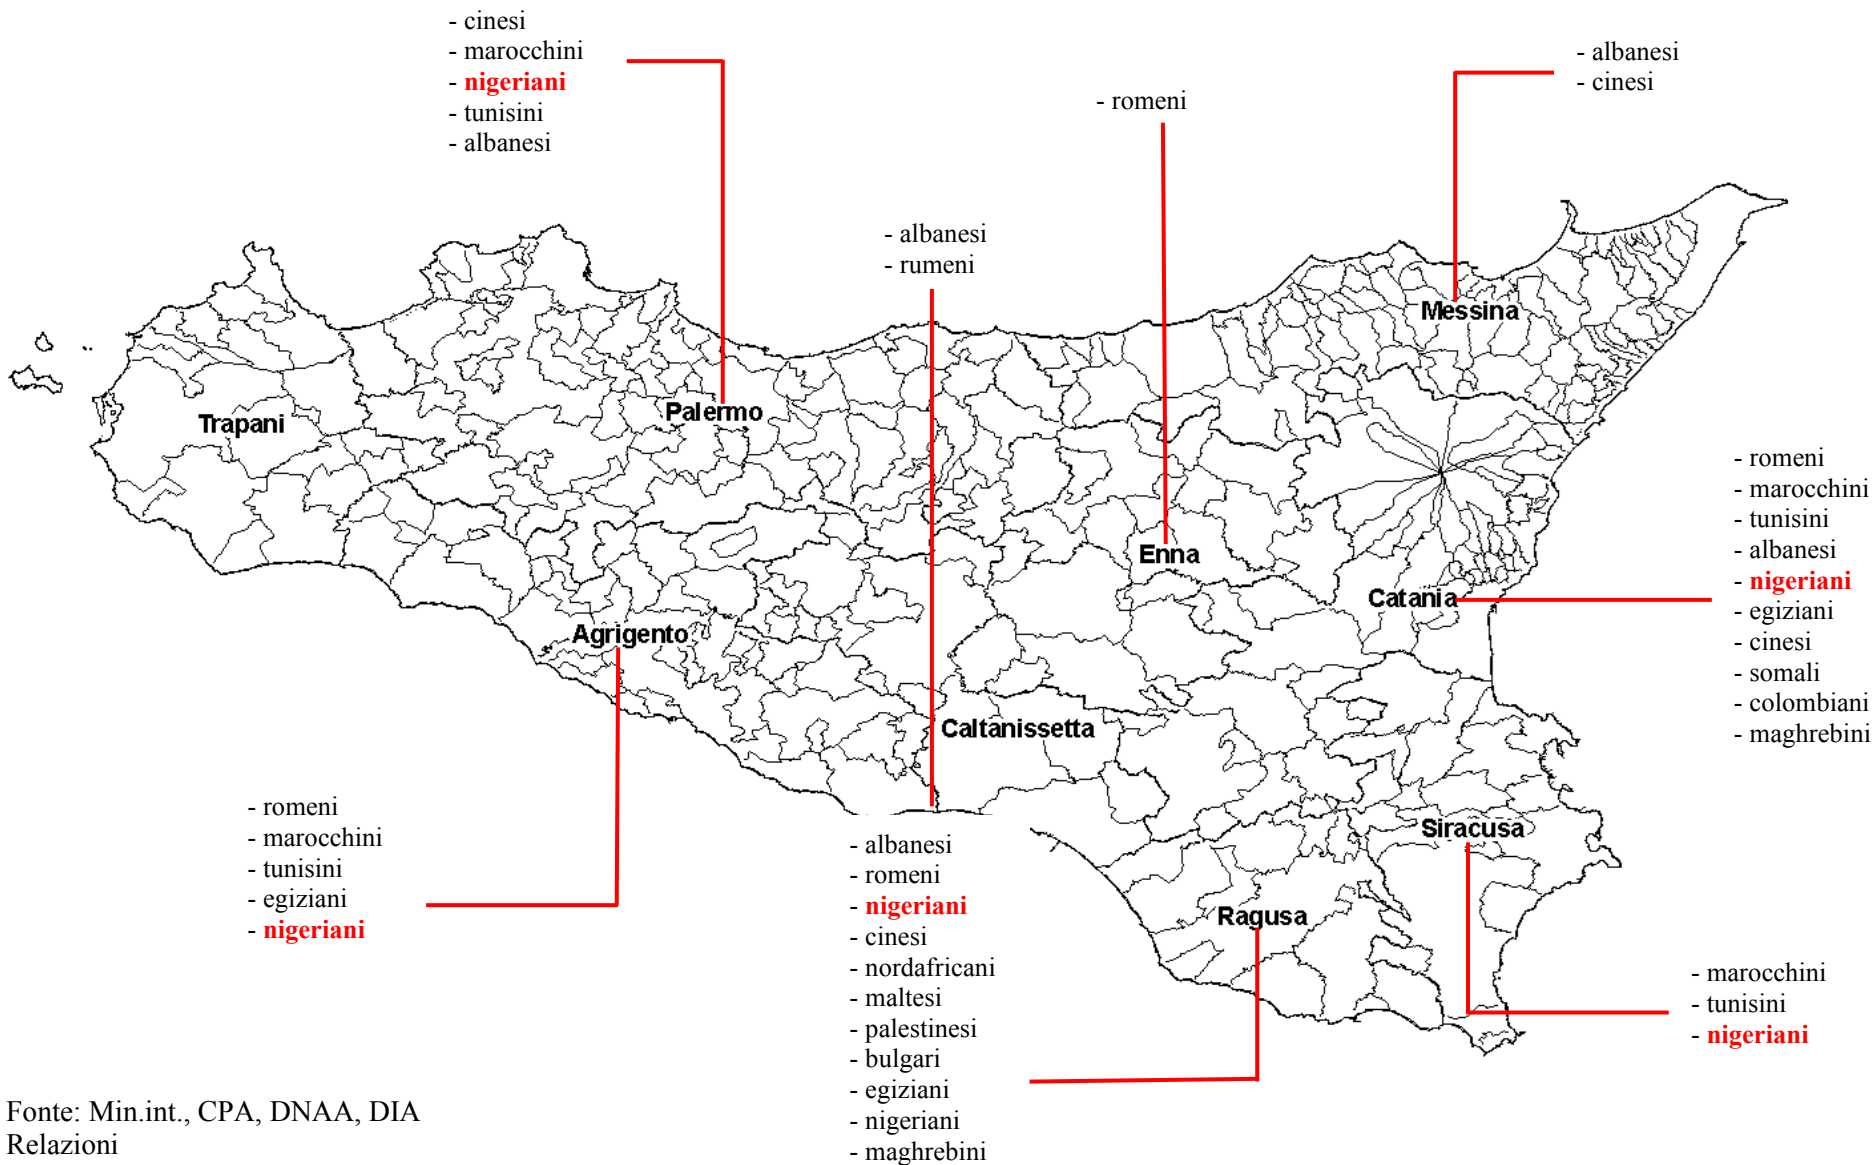 - cinesi
- marocchini
- nigeriani
- tunisini
- albanesi
- albanesi
- cinesi
- romeni
- albanesi
- rumeni
Messina
Palermo
Trapani
- romeni
- marocchini
- tunisini
- albanesi
- nigeriani
- egiziani
- cinesi
- somali
- colombiani
- maghrebini
Enna
Catania
Agrigento
Caltanissetta
- romeni
- marocchini
- tunisini
- egiziani
- nigeriani
Siracusa
- albanesi
- romeni
- nigeriani
- cinesi
- nordafricani
- maltesi
- palestinesi
- bulgari
- egiziani
- nigeriani
- maghrebini
Ragusa
- marocchini
- tunisini
- nigeriani
Fonte: Min.int., CPA, DNAA, DIA
Relazioni